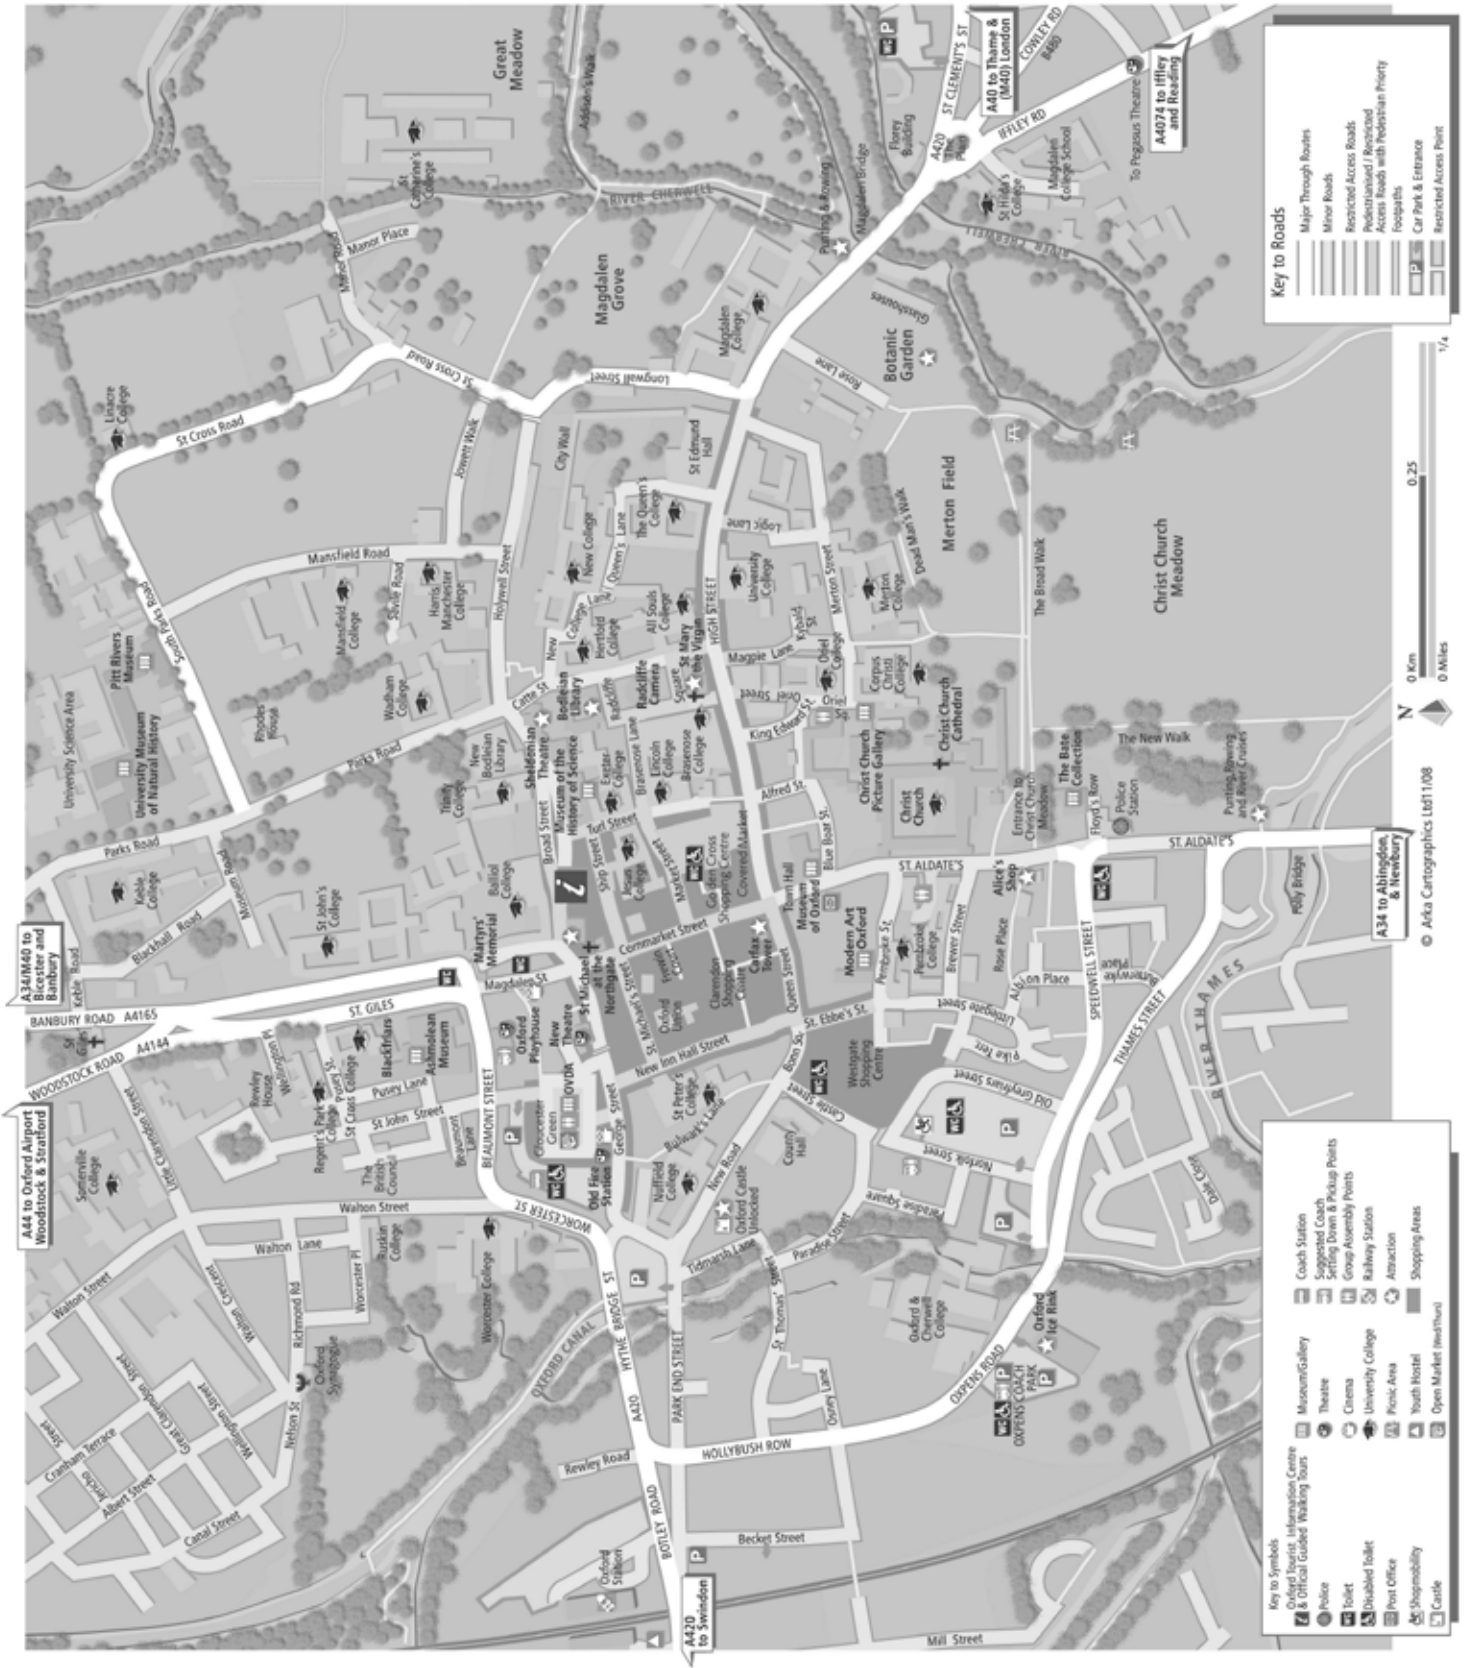 A44 to Oxford Airport
Woodstock & Stratford
A34/M40 to
Bicester and
Banbury
WOODSTOCK ROAD A4144
BANBURY ROAD A4165
Keble Road
Parks Road
Keble
College
Blackhall Road
Museum Road
University Science Area
University Museum
of Natural History
Pitt Rivers
Museum
South Parks Road
Linacre
College
St Cross Road
Manor Road
Manor Place
St
Catherine's
College
Great
Meadow
Addison's Walk
Walton Street
Little Clarendon Street
Somerville
College
St
Giles
ST. GILES
Rewley
House
Wellington Pl
Regent's Park
College
Pusey St.
St Cross College
Blackfriars
Pusey Lane
St John Street
Ashmolean
Museum
The
British
Council
Beaumont
Lane
BEAUMONT STREET
St John's
College
Rhodes
House
Parks Road
Wadham
College
Trinity
College
New
Bodleian
Library
Balliol
College
Martyrs'
Memorial
Magdalen St
Mansfield Road
Mansfield
College
Saville Road
Harris
Manchester
College
Jowett Walk
St Cross Road
Holywell Street
Longwall Street
Magdalen
Grove
RIVER CHERWELL
Cranham Terrace
Jericho
Street
Albert Street
Canal Street
Great Clarendon Street
Wellington Street
Nelson St
Walton Crescent
Richmond Rd
Walton Lane
Worcester Pl
Walton Street
Ruskin
College
Oxford
Synagogue
Worcester College
OXFORD CANAL
WORCESTER ST.
HYTHE BRIDGE ST
A420
Gloucester
Green
OVDA
Oxford
Playhouse
New
Theatre
Old Fire
Station
George Street
St Michael
at the
Northgate
St. Michael's Street
Oxford
Union
New Inn Hall Street
St Peter's
College
Bulwark's Lane
Nuffield
College
New Road
Oxford Castle
Unlocked
Broad Street
Sheldonian
Theatre
Museum of the
History of Science
Bodleian
Library
Catte St
New
College Lane
Hertford
College
New College
City Wall
Queen's Lane
The Queen's
College
St Edmund
Hall
Radcliffe
Square
Radcliffe
Camera
All Souls
College
St Mary
the Virgin
Exeter
College
Brasenose Lane
Lincoln
College
Brasenose
College
Turl Street
Ship Street
Jesus
College
Market Street
Golden Cross
Shopping Centre
Covered Market
Cornmarket Street
Clarendon
Shopping
Centre
Carfax
Tower
HIGH STREET
Magdalen
College
Magdalen Bridge
Punting & Rowing
Rewley Road
BOTLEY ROAD
Oxford
Station
A420
to Swindon
Becket Street
Mill Street
PARK END STREET
HOLLYBUSH ROW
Osney Lane
St Thomas' Street
Tidmarsh Lane
Paradise Street
Paradise Square
Castle Street
County
Hall
Bonn Sq.
Queen Street
St. Ebbe's St.
Westgate
Shopping
Centre
Norfolk Street
Old Greyfriars Street
Pike Terr.
Littlegate Street
Town Hall
Museum
of Oxford
Modern Art
Oxford
Pembroke St.
Pembroke
College
Brewer Street
Rose Place
Albion Place
Butterwyke
Place
Alfred St.
Blue Boar St.
King Edward St.
Oriel Street
Oriel
Sq.
Oriel
College
Magpie Lane
Kybald
St
Logic Lane
University
College
Merton Street
Merton
College
Corpus
Christi
College
Christ Church
Picture Gallery
Christ
Church
Christ Church
Cathedral
ST. ALDATE'S
Alice's
Shop
Entrance to
Christ Church
Meadow
The Bate
Collection
Floyd's Row
Police
Station
Dead Man's Walk
Merton Field
The Broad Walk
Christ Church
Meadow
The New Walk
Punting, Rowing
and River Cruises
Rose Lane
Botanic
Garden
Glasshouses
RIVER CHERWELL
Florey
Building
A420
The
Plain
ST CLEMENT'S ST
COWLEY RD
B480
IFFLEY RD
A40 to Thame &
(M40) London
St Hilda's
College
Magdalen
College School
To Pegasus Theatre
A4074 to Iffley
and Reading
OXPENS ROAD
Oxford &
Cherwell
College
Oxford
Ice Rink
OXPENS COACH
PARK
SPEEDWELL STREET
THAMES STREET
Dale Close
RIVER THAMES
Folly Bridge
ST. ALDATE'S
A34 to Abingdon,
& Newbury
Key to Symbols
Oxford Tourist Information Centre
& Official Guided Walking Tours
Police
Toilet
Disabled Toilet
Post Office
Shopmobility
Castle
Museum/Gallery
Theatre
Cinema
University College
Picnic Area
Youth Hostel
Open Market (Wed/Thurs)
Coach Station
Suggested Coach
Setting Down & Pickup Points
Group Assembly Points
Railway Station
Attraction
Shopping Areas
© Arka Cartographics Ltd 11/08
N
0 Km
0.25
0 Miles
1/4
Key to Roads
Major Through Routes
Minor Roads
Restricted Access Roads
Pedestrianised / Restricted
Access Roads with Pedestrian Priorty
Footpaths
Car Park & Entrance
Restricted Access Point